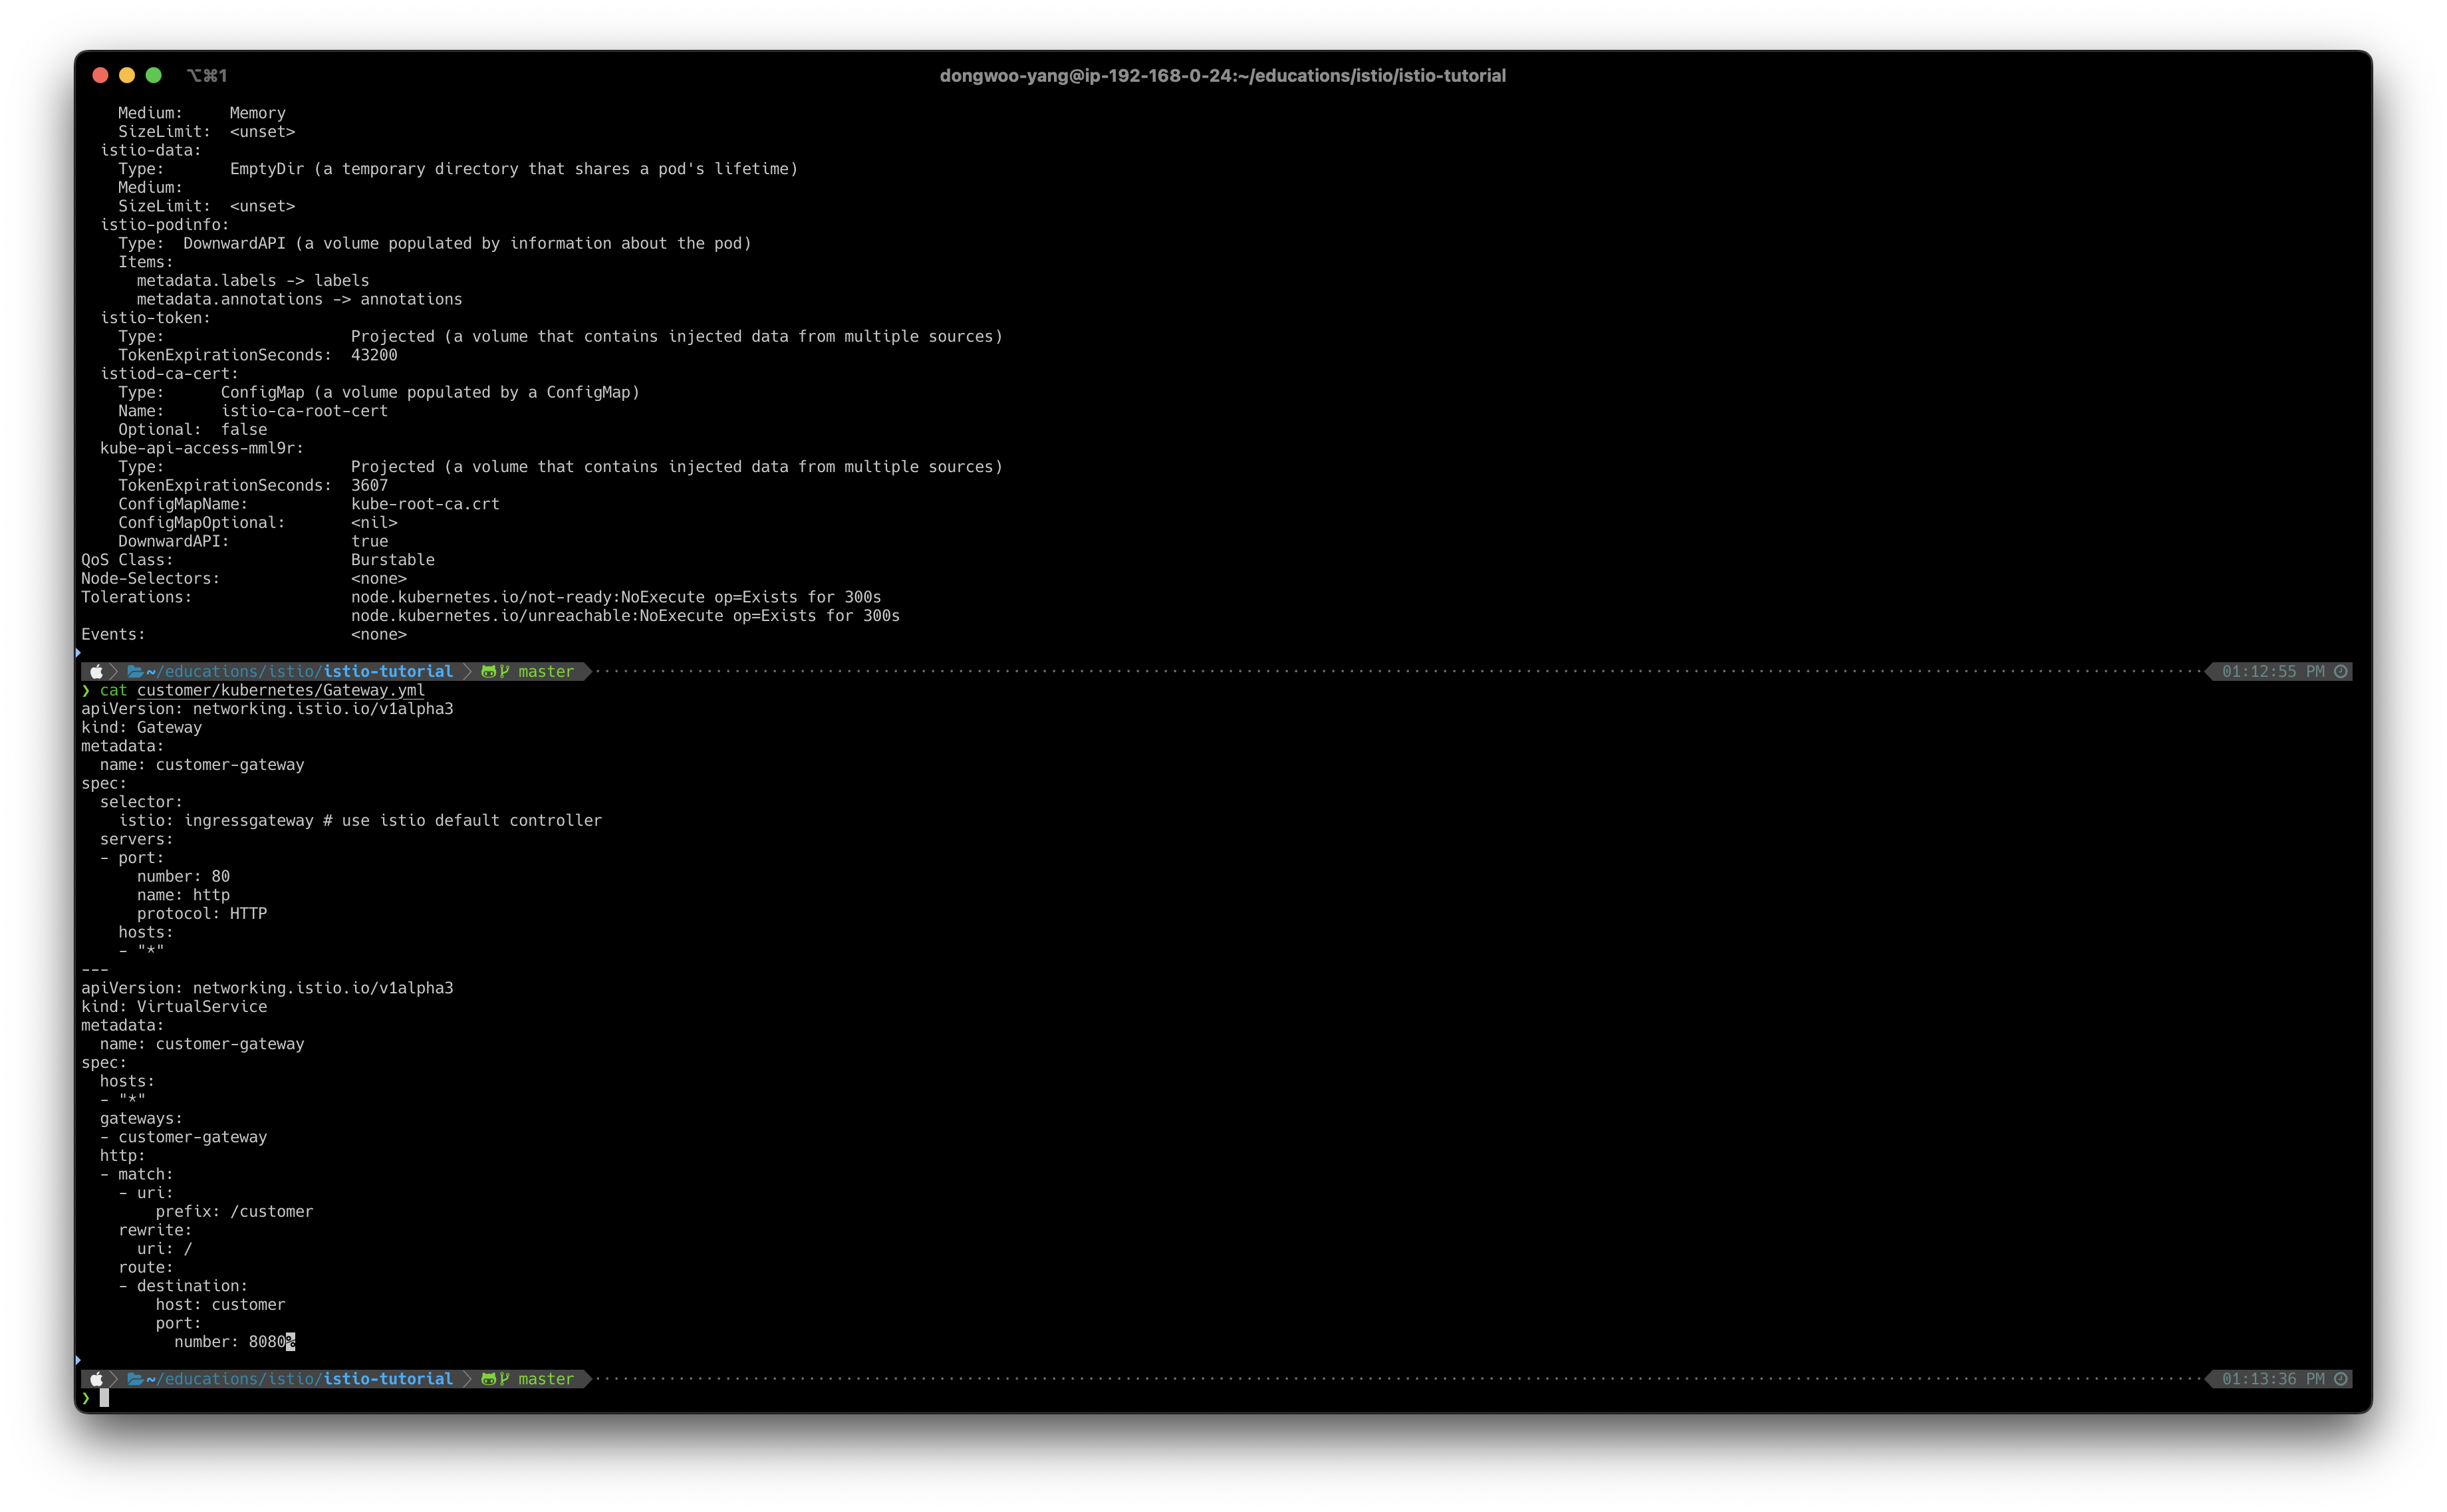 ⌥⌘1
dongwoo-yang@ip-192-168-0-24:~/educations/istio/istio-tutorial
    Medium:     Memory
    SizeLimit:  <unset>
  istio-data:
    Type:       EmptyDir (a temporary directory that shares a pod's lifetime)
    Medium:
    SizeLimit:  <unset>
  istio-podinfo:
    Type:  DownwardAPI (a volume populated by information about the pod)
    Items:
      metadata.labels -> labels
      metadata.annotations -> annotations
  istio-token:
    Type:                    Projected (a volume that contains injected data from multiple sources)
    TokenExpirationSeconds:  43200
  istiod-ca-cert:
    Type:      ConfigMap (a volume populated by a ConfigMap)
    Name:      istio-ca-root-cert
    Optional:  false
  kube-api-access-mml9r:
    Type:                    Projected (a volume that contains injected data from multiple sources)
    TokenExpirationSeconds:  3607
    ConfigMapName:           kube-root-ca.crt
    ConfigMapOptional:       <nil>
    DownwardAPI:             true
QoS Class:                   Burstable
Node-Selectors:              <none>
Tolerations:                 node.kubernetes.io/not-ready:NoExecute op=Exists for 300s
                             node.kubernetes.io/unreachable:NoExecute op=Exists for 300s
Events:                      <none>
~/educations/istio/istio-tutorial master 01:12:55 PM
❯ cat customer/kubernetes/Gateway.yml
apiVersion: networking.istio.io/v1alpha3
kind: Gateway
metadata:
  name: customer-gateway
spec:
  selector:
    istio: ingressgateway # use istio default controller
  servers:
  - port:
      number: 80
      name: http
      protocol: HTTP
    hosts:
    - "*"
---
apiVersion: networking.istio.io/v1alpha3
kind: VirtualService
metadata:
  name: customer-gateway
spec:
  hosts:
  - "*"
  gateways:
  - customer-gateway
  http:
  - match:
    - uri:
        prefix: /customer
    rewrite:
      uri: /
    route:
    - destination:
        host: customer
        port:
          number: 8080%
~/educations/istio/istio-tutorial master 01:13:36 PM
❯